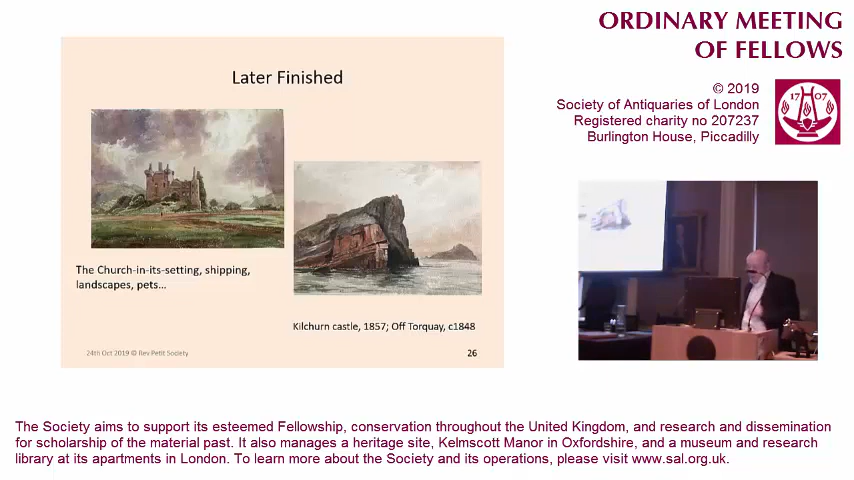 ORDINARY MEETING
OF FELLOWS
© 2019
Society of Antiquaries of London
Registered charity no 207237
Burlington House, Piccadilly
17 07
Later Finished
The Church-in-its-setting, shipping,
landscapes, pets...
Kilchurn castle, 1857; Off Torquay, c1848
24th Oct 2019 © Rev Petit Society
26
The Society aims to support its esteemed Fellowship, conservation throughout the United Kingdom, and research and dissemination
for scholarship of the material past. It also manages a heritage site, Kelmscott Manor in Oxfordshire, and a museum and research
library at its apartments in London. To learn more about the Society and its operations, please visit www.sal.org.uk.